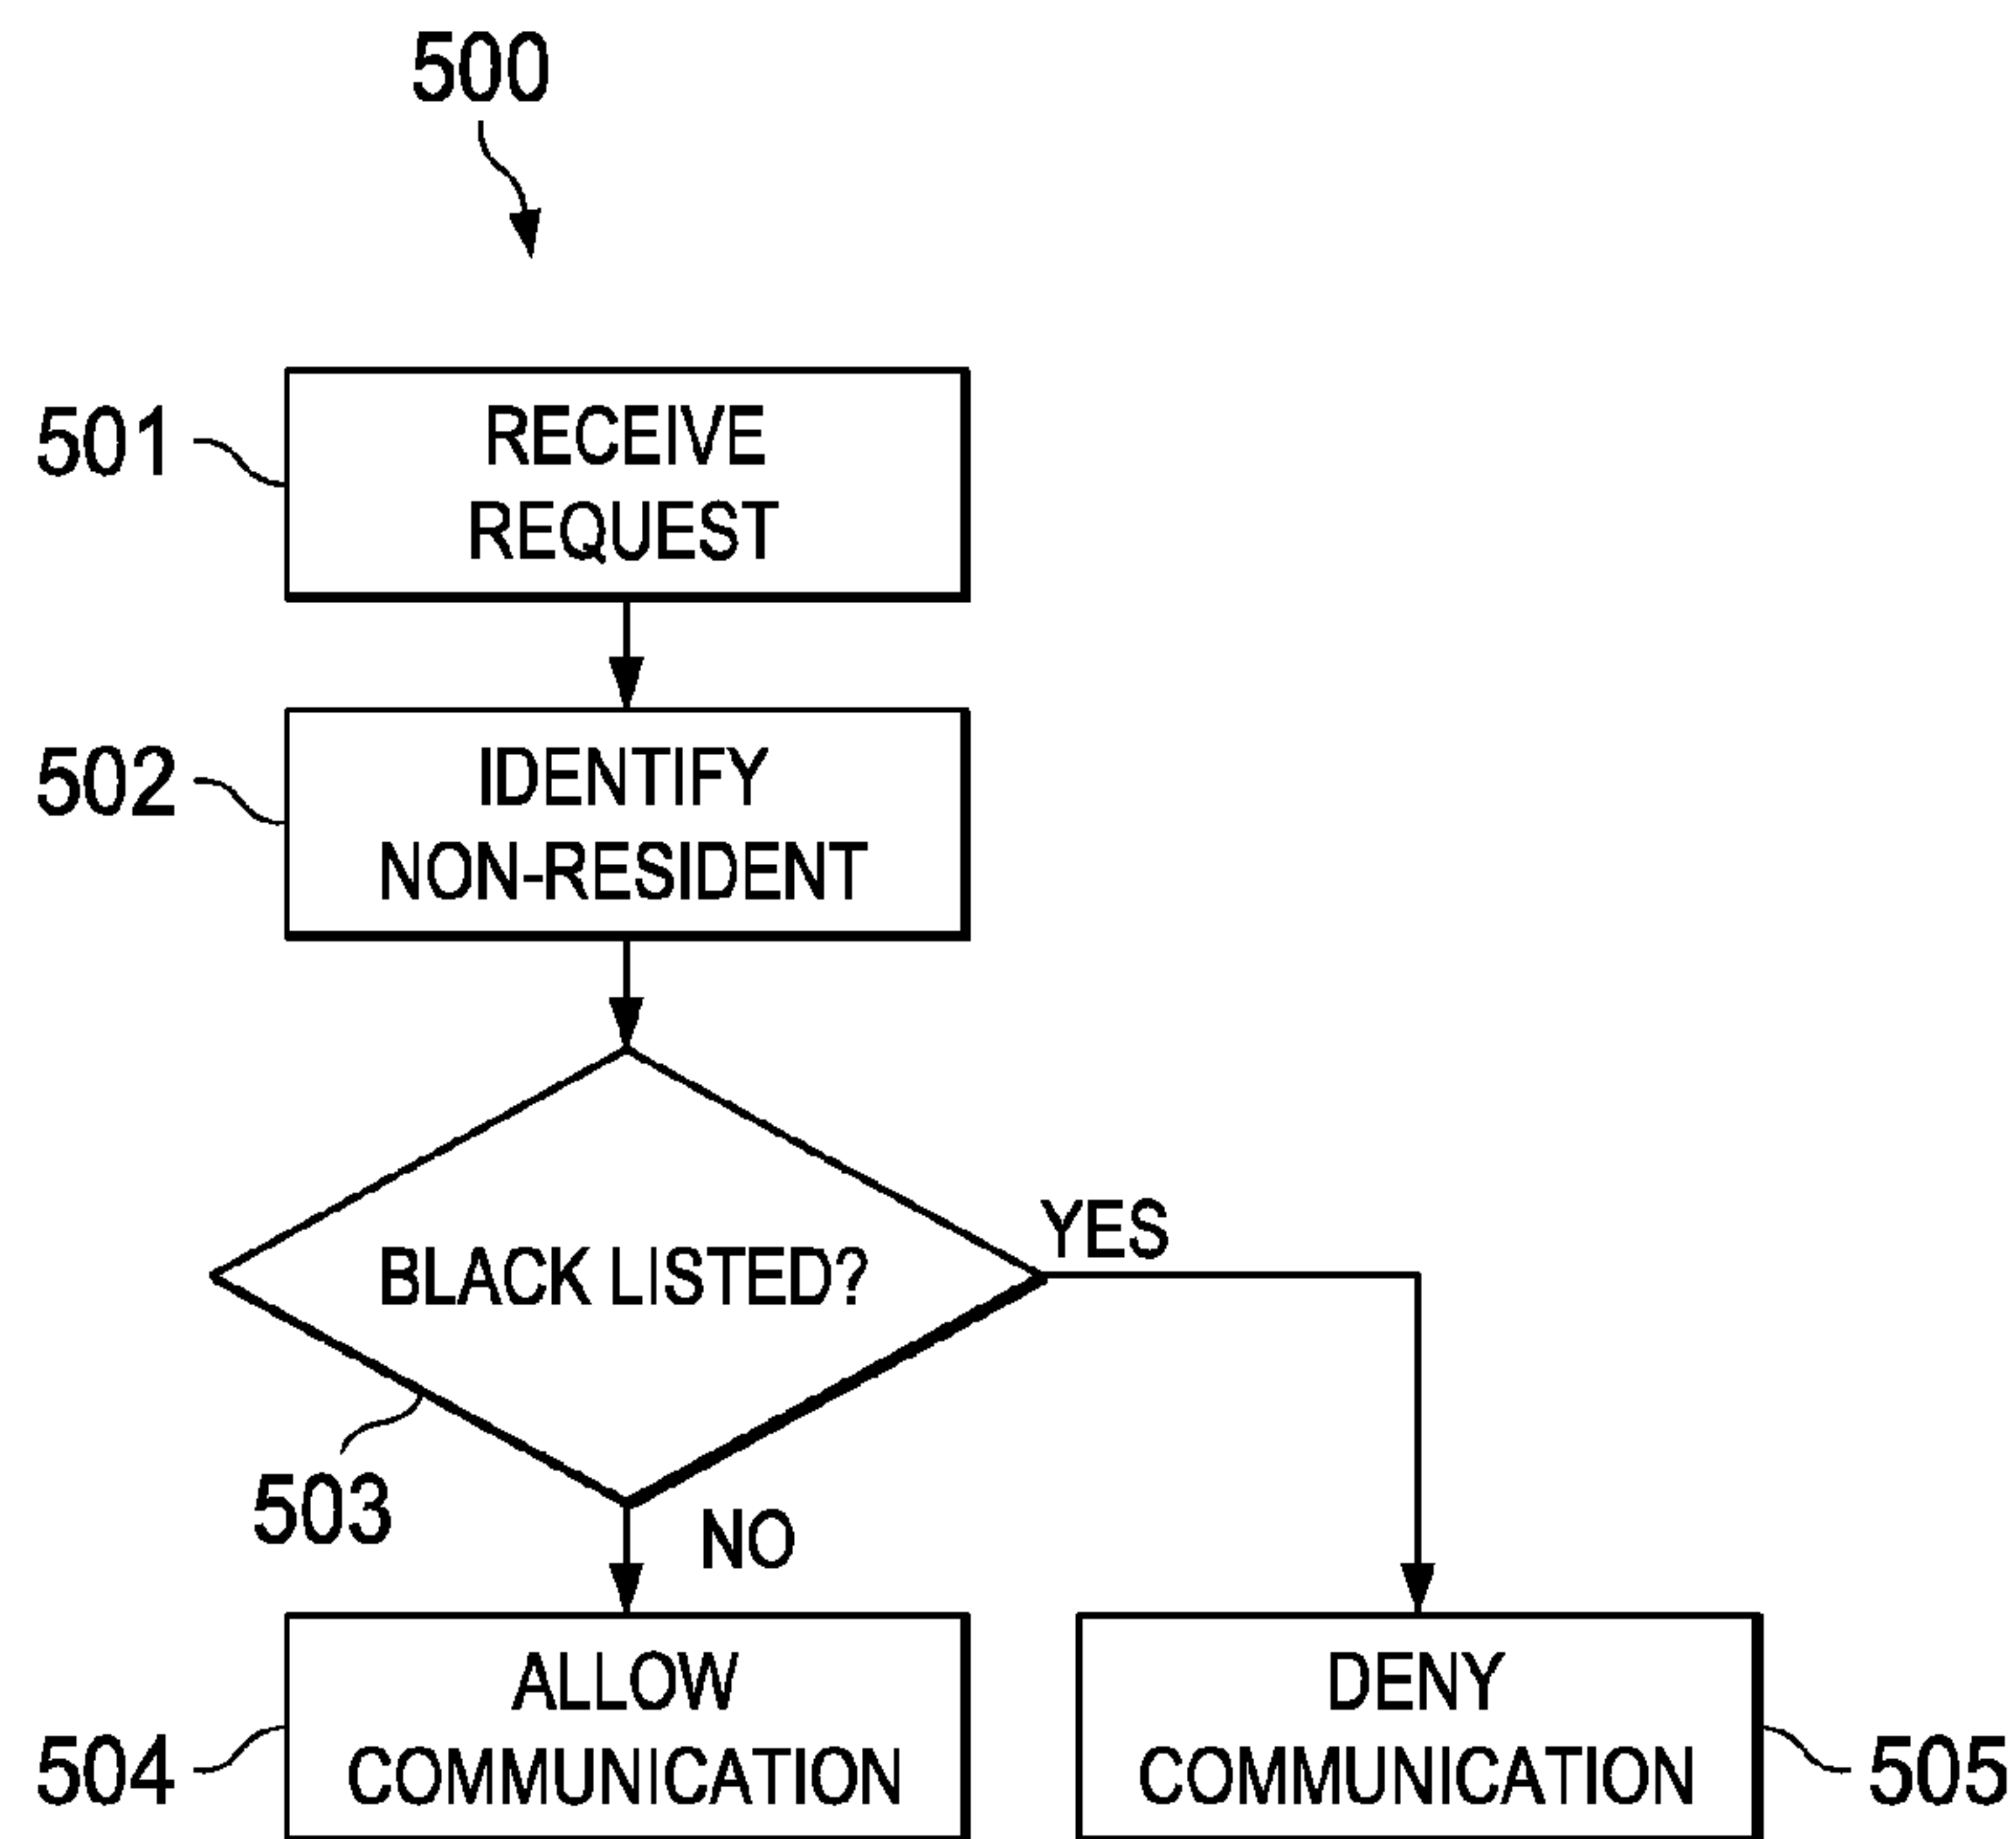 500
501
RECEIVE
REQUEST
502
IDENTIFY
NON-RESIDENT
BLACK LISTED?
YES
503
NO
504
ALLOW
COMMUNICATION
DENY
COMMUNICATION
505